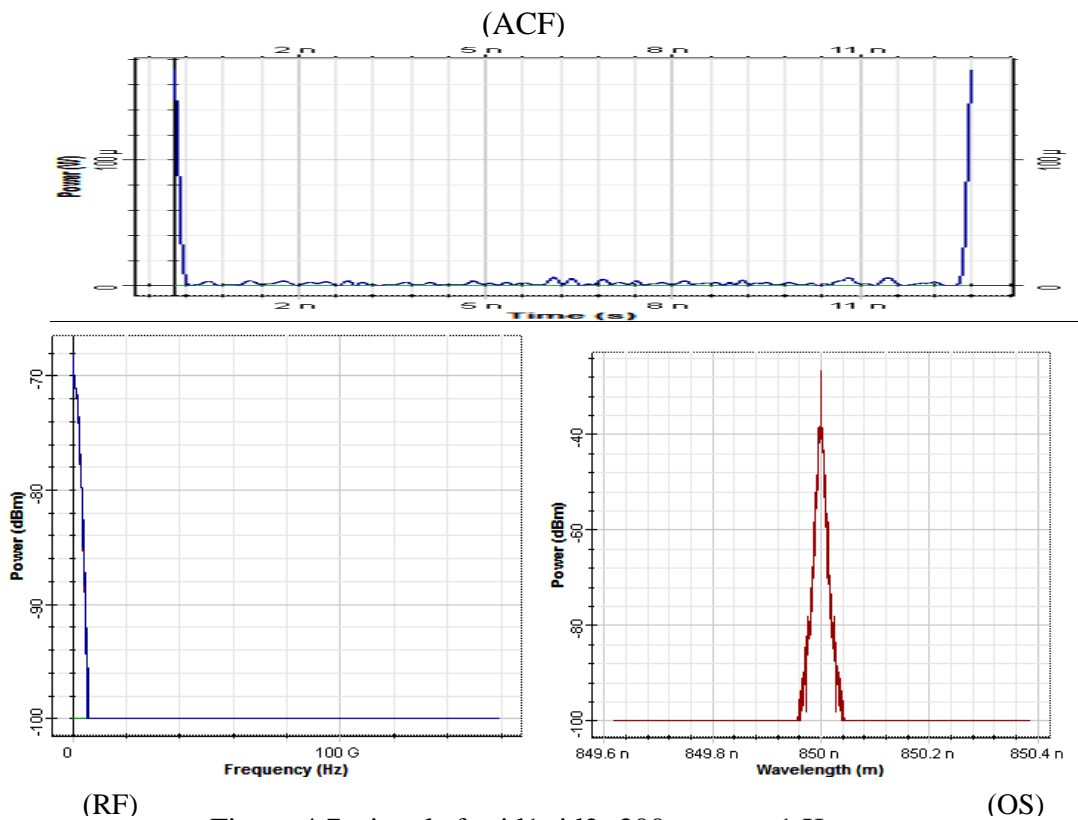 (ACF)
2 n 5 n 8 n 11 n
Power (W)
100 µ
0
100 µ
0
2 n 5 n 8 n 11 n
Time (s)
Power (dBm)
-70
-80
-90
-100
0 100 G
Frequency (Hz)
Power (dBm)
-40
-60
-80
-100
849.6 n 849.8 n 850 n 850.2 n 850.4 n
Wavelength (m)
(RF) (OS)